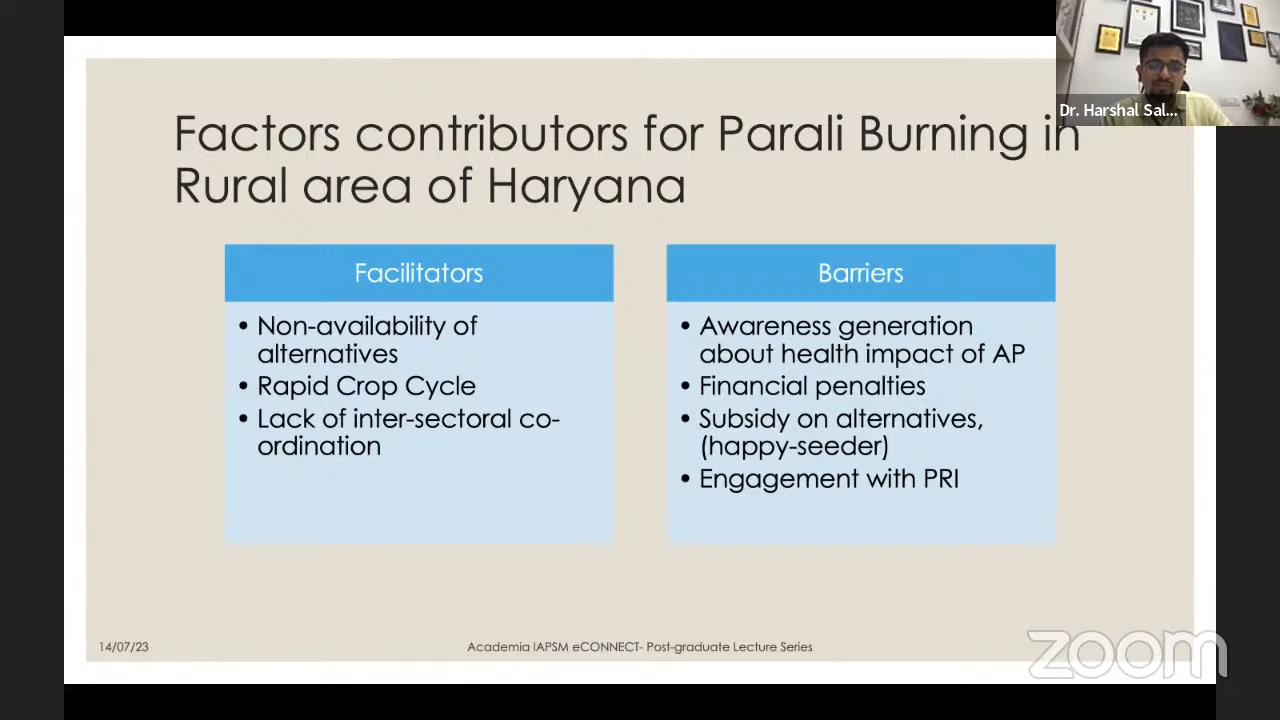 Dr. Harshal Sal...
Factors contributors for Parali Burning in
Rural area of Haryana
Facilitators
• Non-availability of
alternatives
• Rapid Crop Cycle
• Lack of inter-sectoral co-
ordination
Barriers
• Awareness generation
about health impact of AP
• Financial penalties
• Subsidy on alternatives,
(happy-seeder)
• Engagement with PRI
14/07/23
Academia IAPSM eCONNECT- Post-graduate Lecture Series
zoom